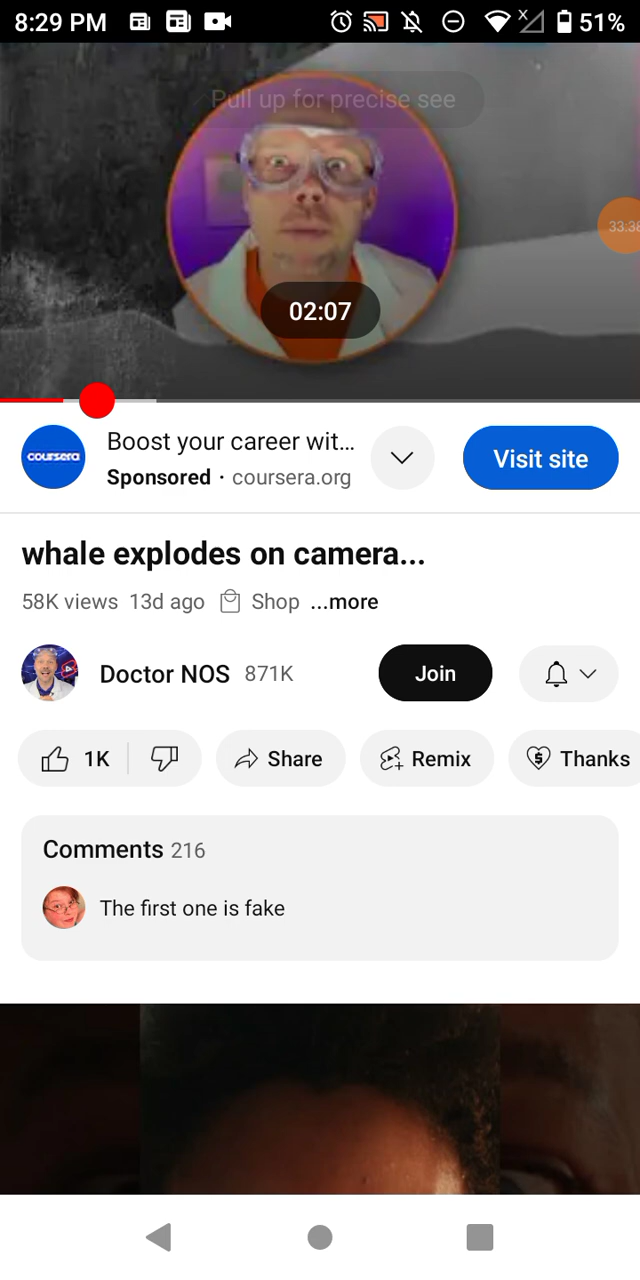 8:29 PM 51%
Pull up for precise see
33:38
02:07
coursera
Boost your career wit...
Sponsored · coursera.org
Visit site
whale explodes on camera...
58K views 13d ago Shop ...more
Doctor NOS 871K
Join
1K
Share
Remix
Thanks
Comments 216
The first one is fake